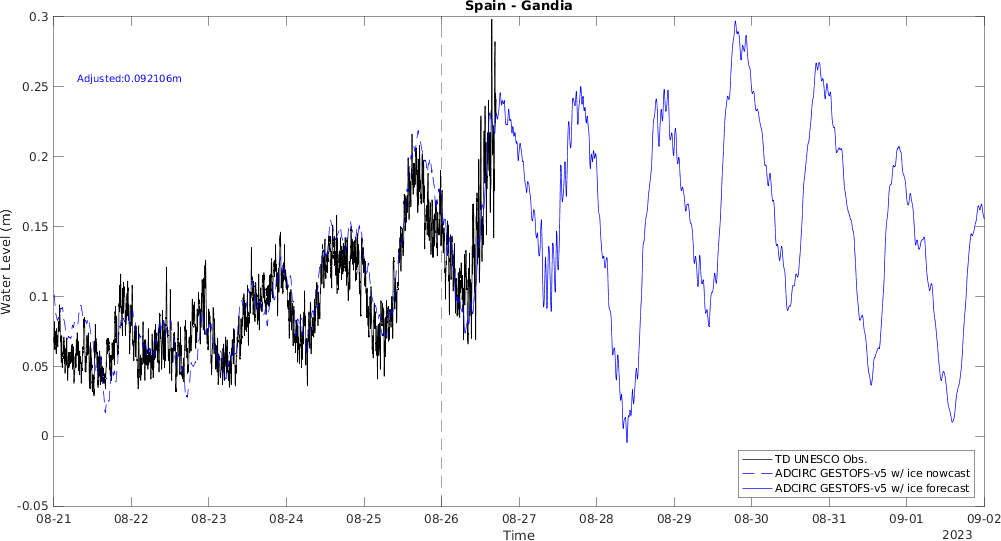 Spain - Gandia
0.3
0.25
0.2
0.15
0.1
0.05
0
-0.05
Water Level (m)
Adjusted:0.092106m
TD UNESCO Obs.
ADCIRC GESTOFS-v5 w/ ice nowcast
ADCIRC GESTOFS-v5 w/ ice forecast
08-21 08-22 08-23 08-24 08-25 08-26 08-27 08-28 08-29 08-30 08-31 09-01 09-02
Time
2023